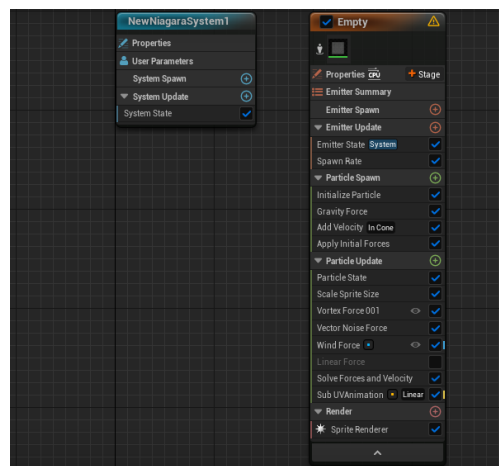 NewNiagaraSystem1
Properties
User Parameters
System Spawn
System Update
System State
Empty
Properties CPU + Stage
Emitter Summary
Emitter Spawn
Emitter Update
Emitter State System
Spawn Rate
Particle Spawn
Initialize Particle
Gravity Force
Add Velocity In Cone
Apply Initial Forces
Particle Update
Particle State
Scale Sprite Size
Vortex Force 001
Vector Noise Force
Wind Force
Linear Force
Solve Forces and Velocity
Sub UVAnimation Linear
Render
Sprite Renderer